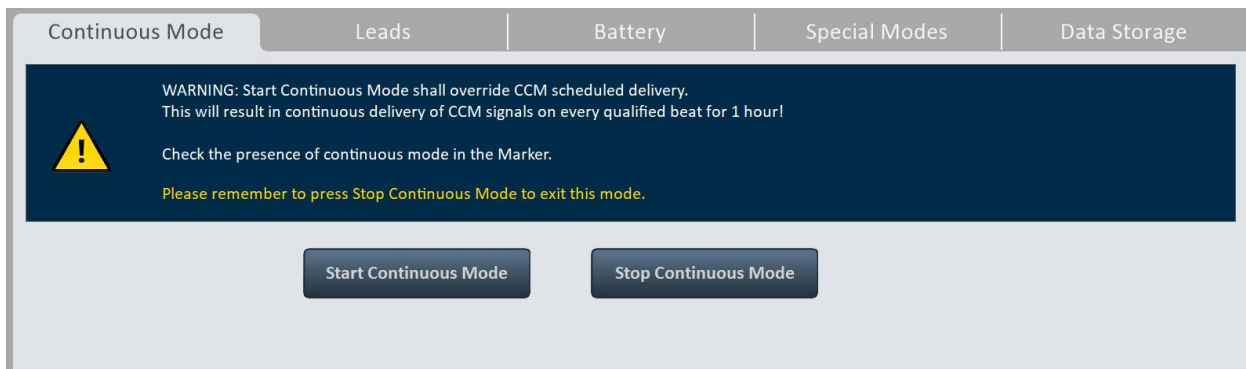 Continuous Mode Leads Battery Special Modes Data Storage
WARNING: Start Continuous Mode shall override CCM scheduled delivery.
This will result in continuous delivery of CCM signals on every qualified beat for 1 hour!
Check the presence of continuous mode in the Marker.
Please remember to press Stop Continuous Mode to exit this mode.
Start Continuous Mode Stop Continuous Mode